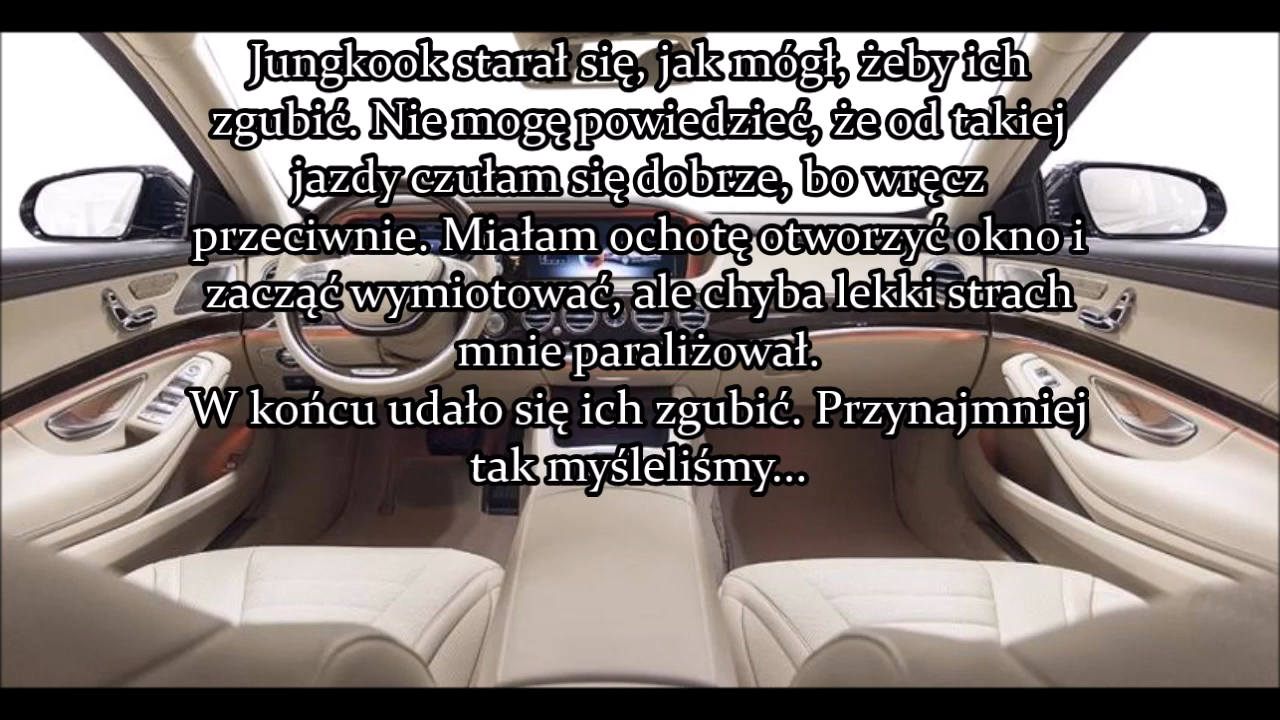 Jungkook starał się, jak mógł, żeby ich
zgubić. Nie mogę powiedzieć, że od takiej
jazdy czułam się dobrze, bo wręcz
przeciwnie. Miałam ochotę otworzyć okno i
zacząć wymiotować, ale chyba lekki strach
mnie paraliżował.
W końcu udało się ich zgubić. Przynajmniej
tak myśleliśmy...